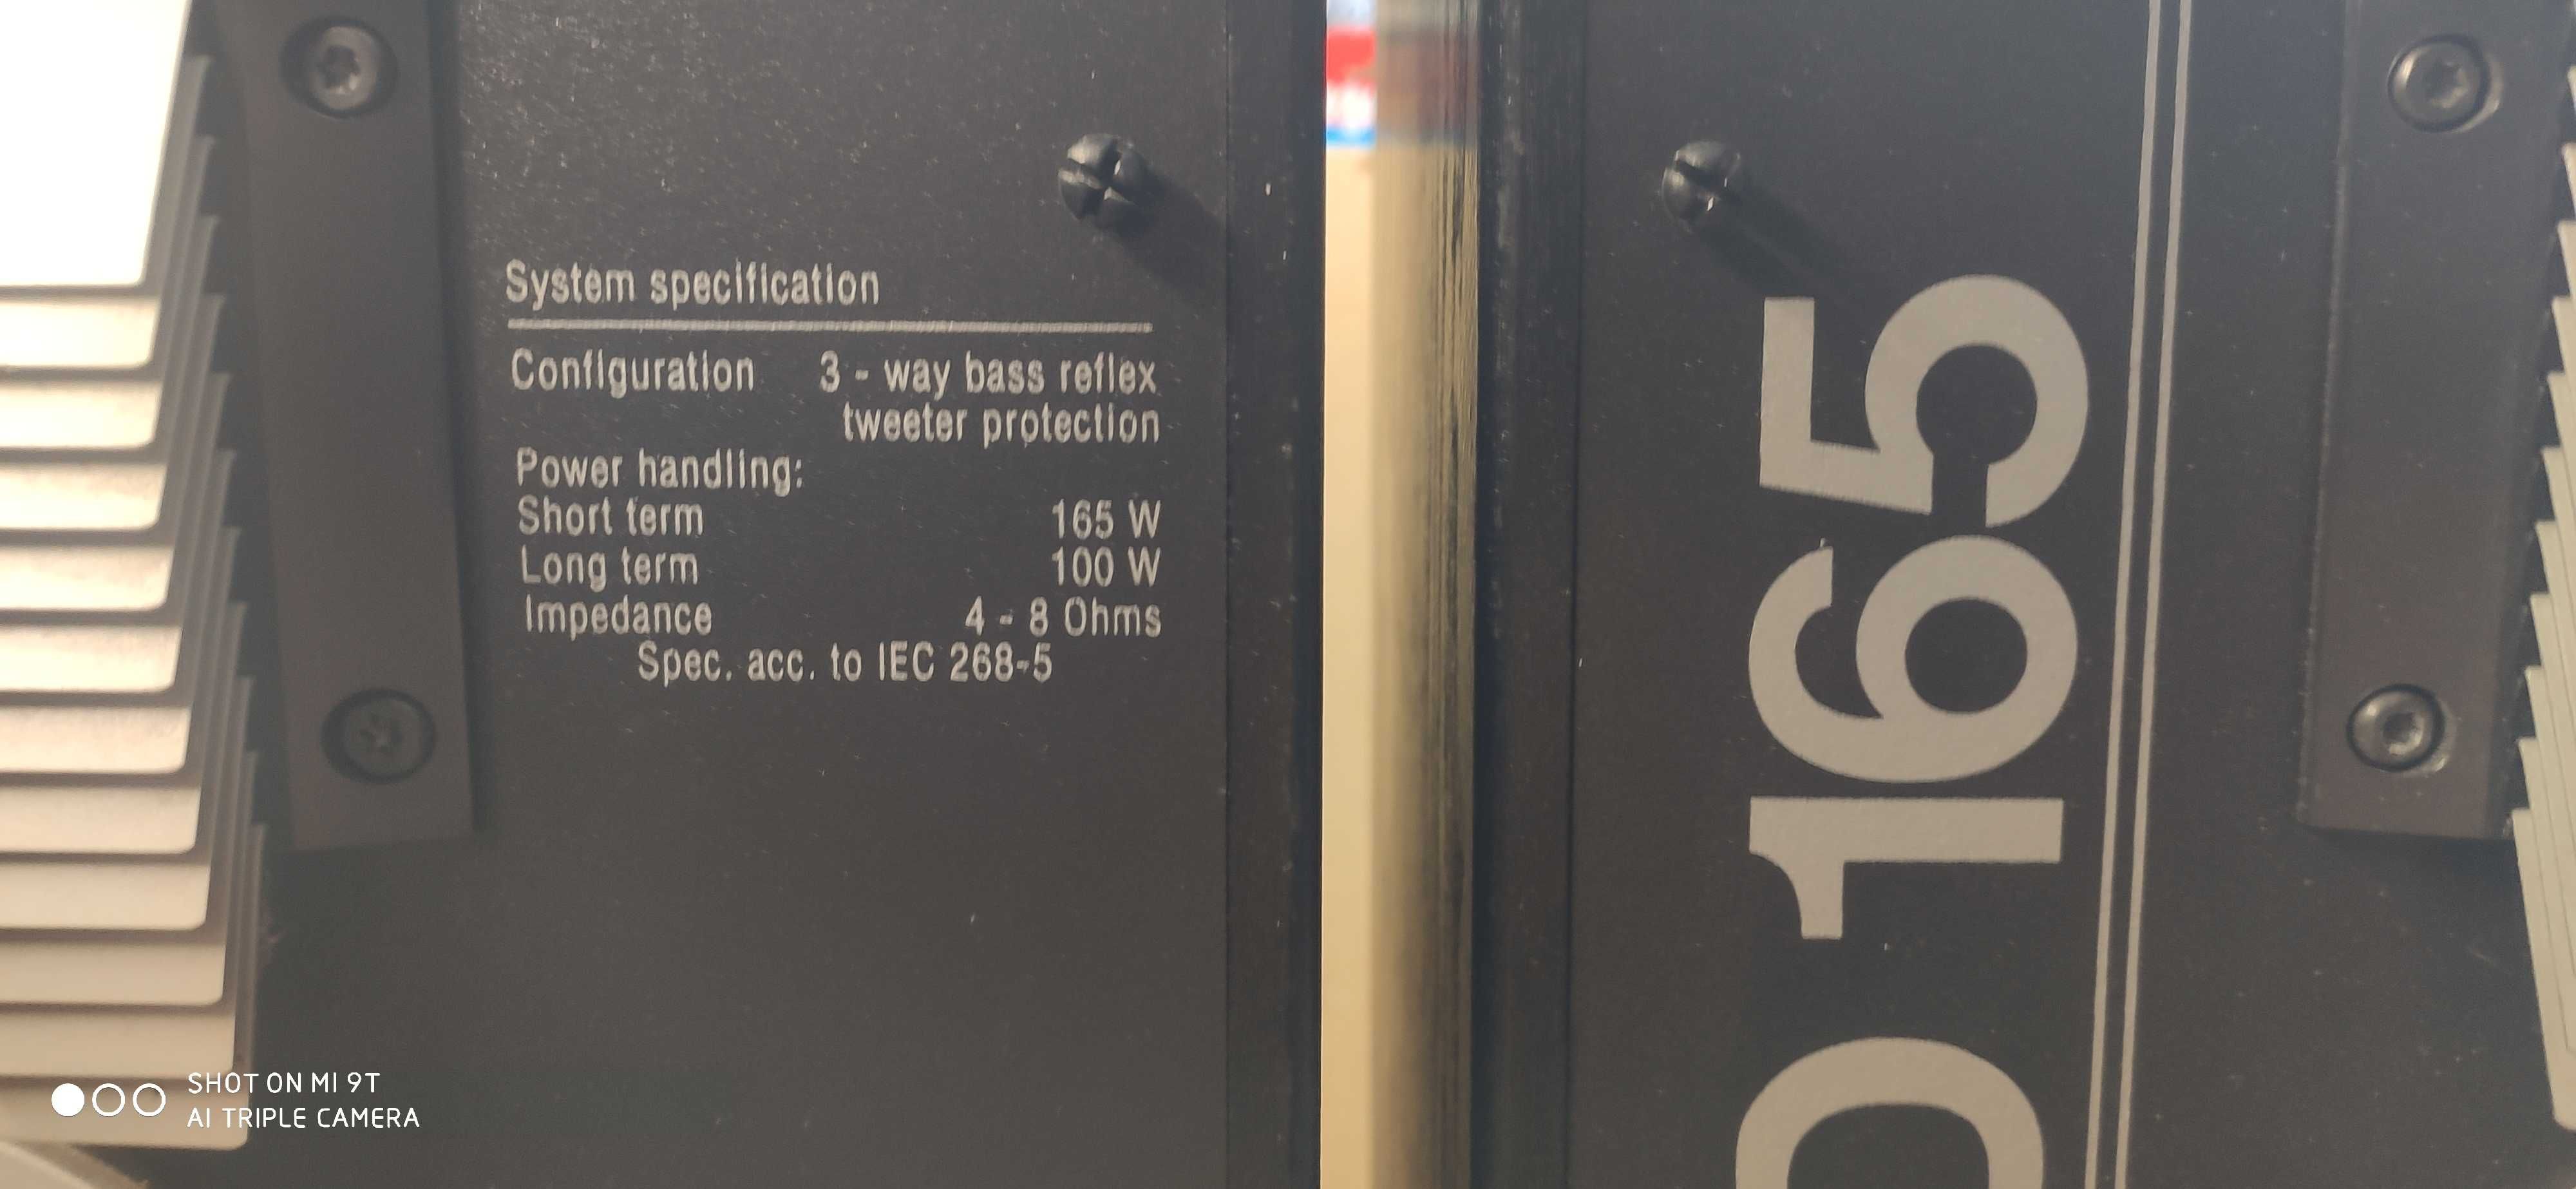 System specification
Configuration 3 - way bass reflex
tweeter protection
Power handling:
Short term 165 W
Long term 100 W
Impedance 4 - 8 Ohms
Spec. acc. to IEC 268-5
165
SHOT ON MI 9T
AI TRIPLE CAMERA